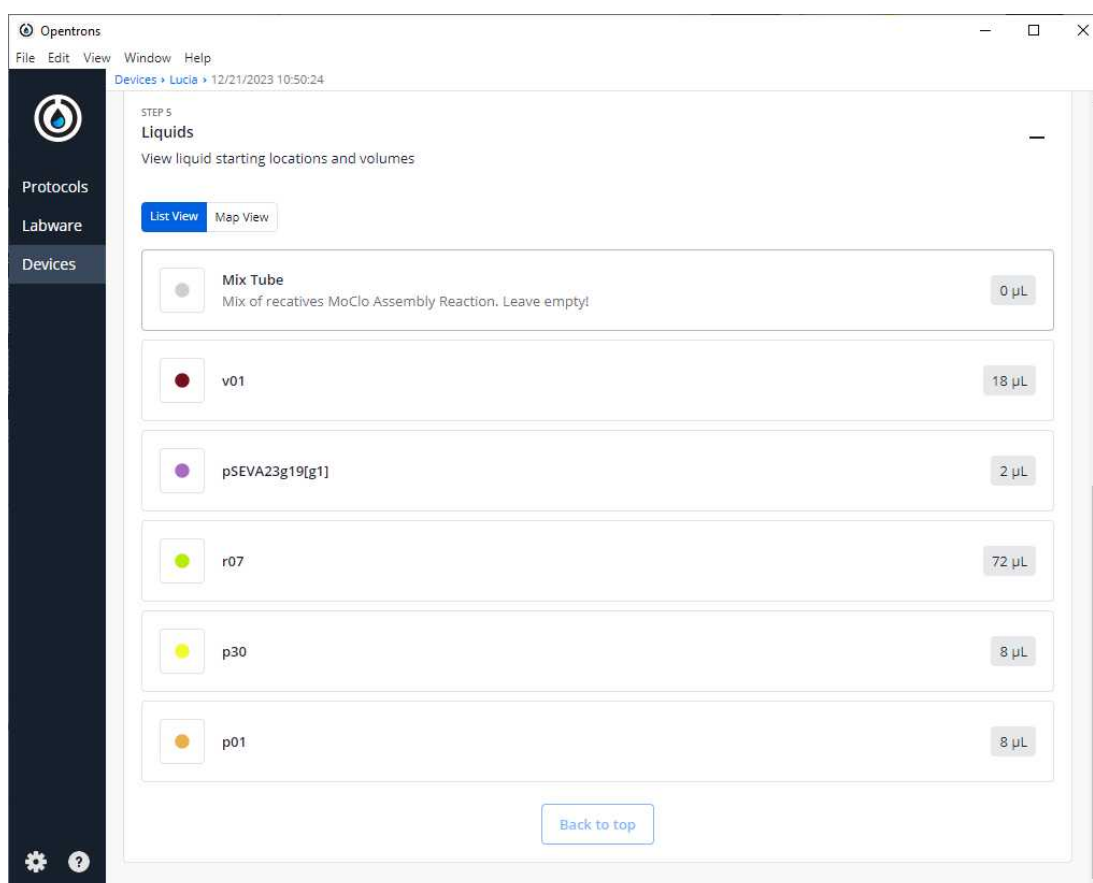 Opentrons
File Edit View Window Help
Devices › Lucia › 12/21/2023 10:50:24
STEP 5
Liquids
View liquid starting locations and volumes
Protocols
Labware
Devices
List View Map View
Mix Tube
Mix of recatives MoClo Assembly Reaction. Leave empty!
0 µL
v01
18 µL
pSEVA23g19[g1]
2 µL
r07
72 µL
p30
8 µL
p01
8 µL
Back to top